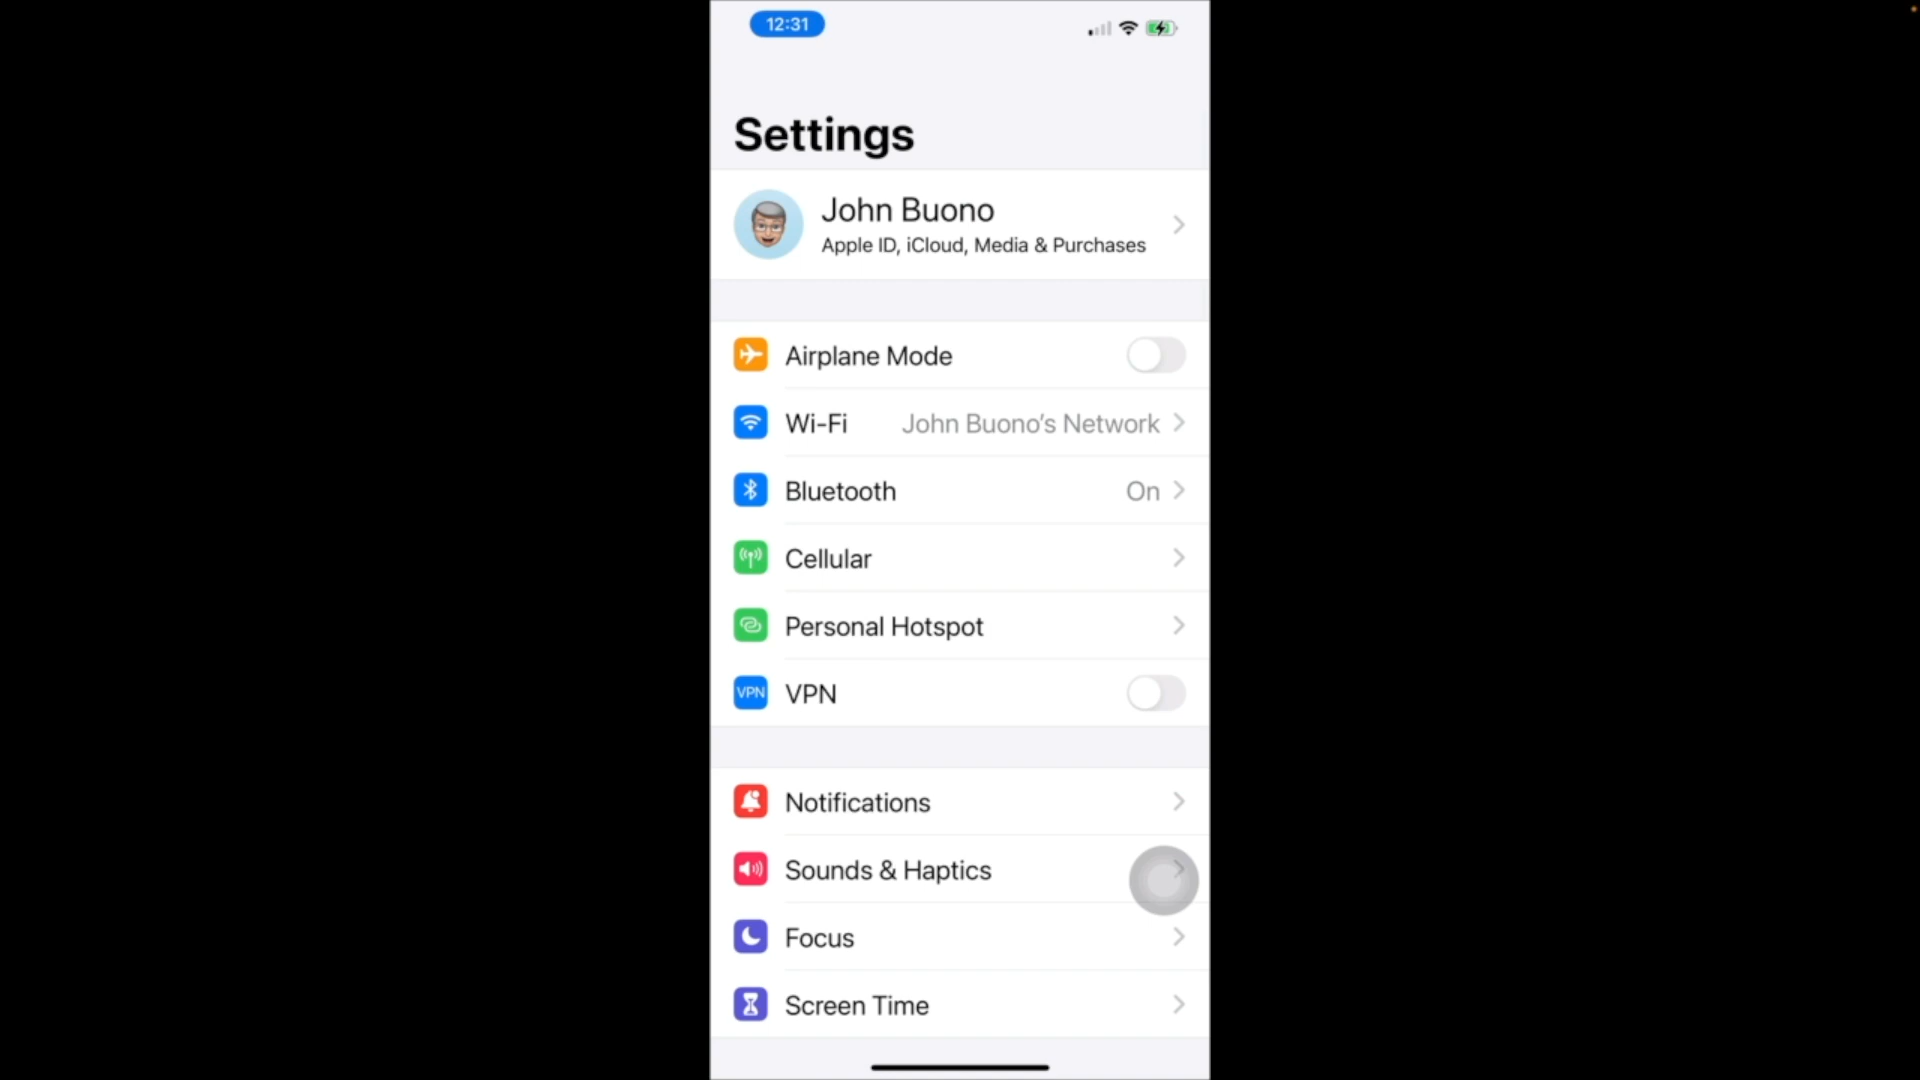 12:31
Settings
John Buono
Apple ID, iCloud, Media & Purchases
Airplane Mode
Wi-Fi John Buono’s Network
Bluetooth On
Cellular
Personal Hotspot
VPN VPN
Notifications
Sounds & Haptics
Focus
Screen Time